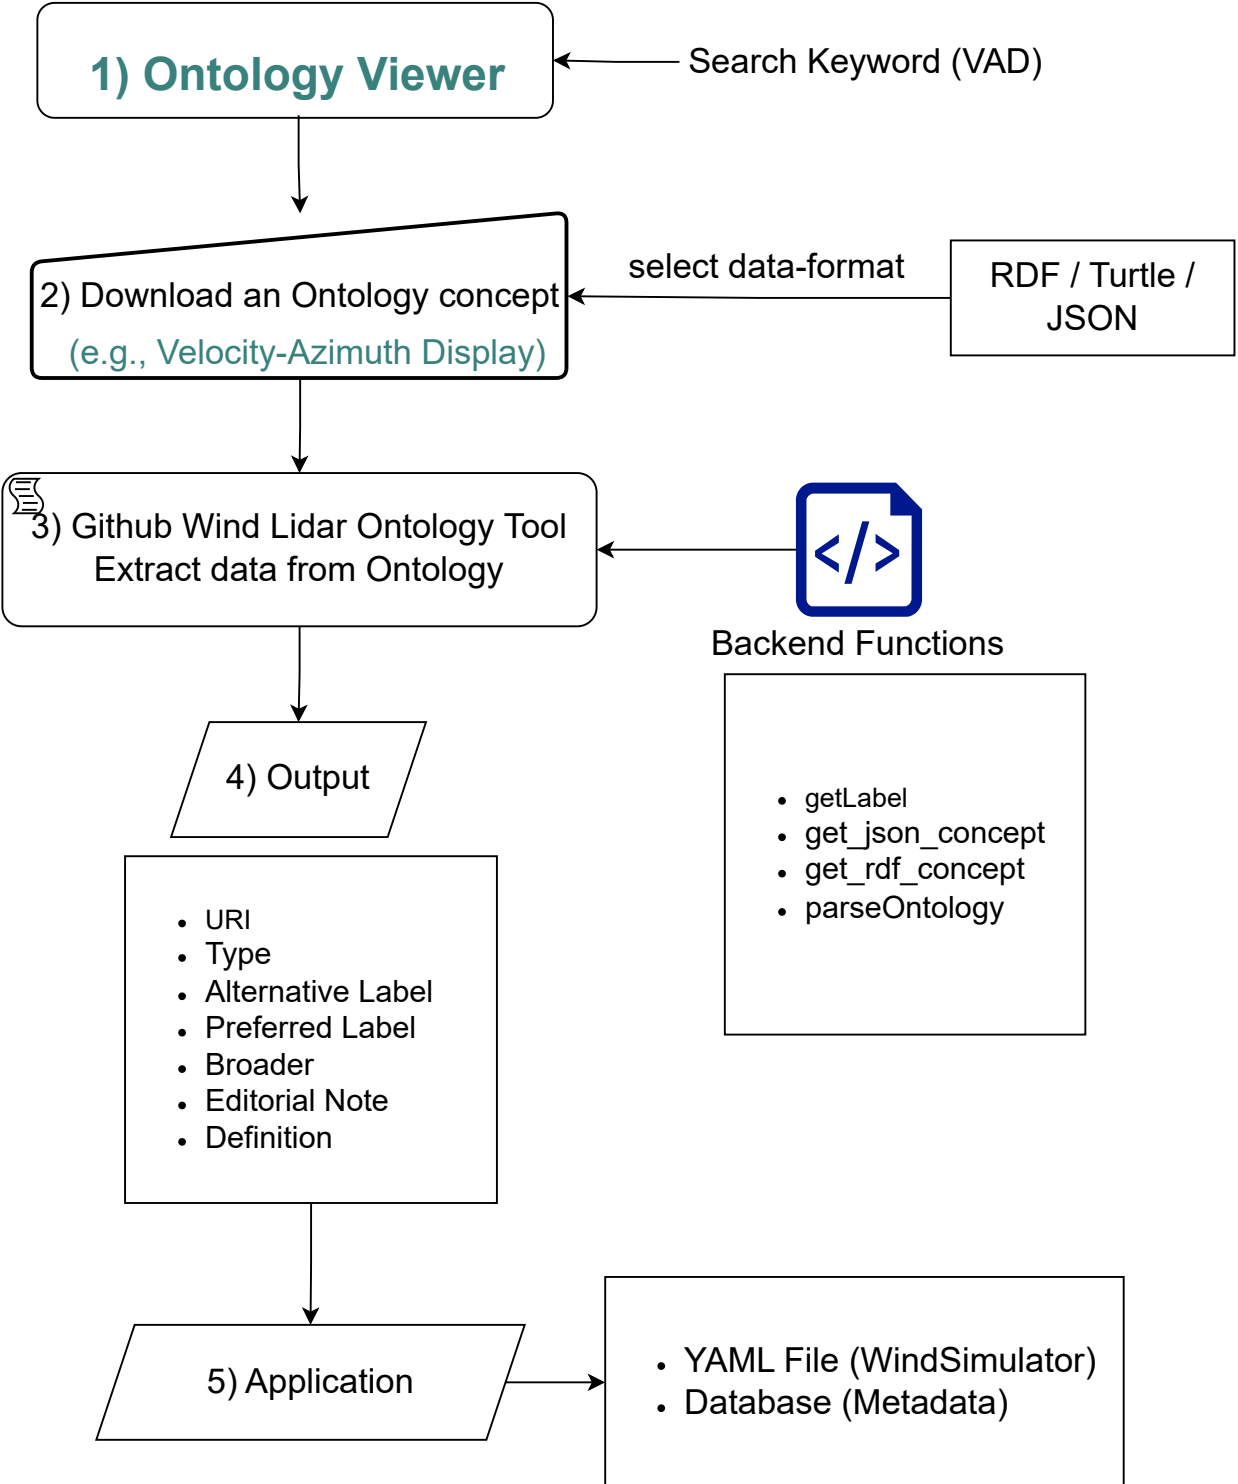 1) Ontology Viewer
Search Keyword (VAD)
2) Download an Ontology concept
(e.g., Velocity-Azimuth Display)
select data-format
RDF / Turtle /
JSON
3) Github Wind Lidar Ontology Tool
Extract data from Ontology
</>
Backend Functions
• getLabel
• get_json_concept
• get_rdf_concept
• parseOntology
4) Output
• URI
• Type
• Alternative Label
• Preferred Label
• Broader
• Editorial Note
• Definition
5) Application
• YAML File (WindSimulator)
• Database (Metadata)